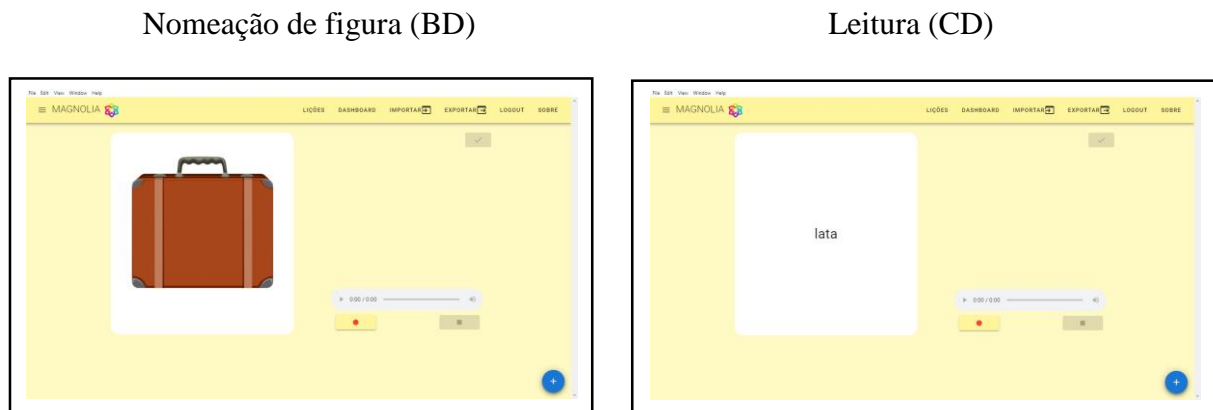 Nomeação de figura (BD)
Leitura (CD)
File Edit View Window Help
MAGNOLIA LIÇÕES DASHBOARD IMPORTAR EXPORTAR LOGOUT SOBRE
0:00 / 0:00
+
File Edit View Window Help
MAGNOLIA LIÇÕES DASHBOARD IMPORTAR EXPORTAR LOGOUT SOBRE
lata
0:00 / 0:00
+